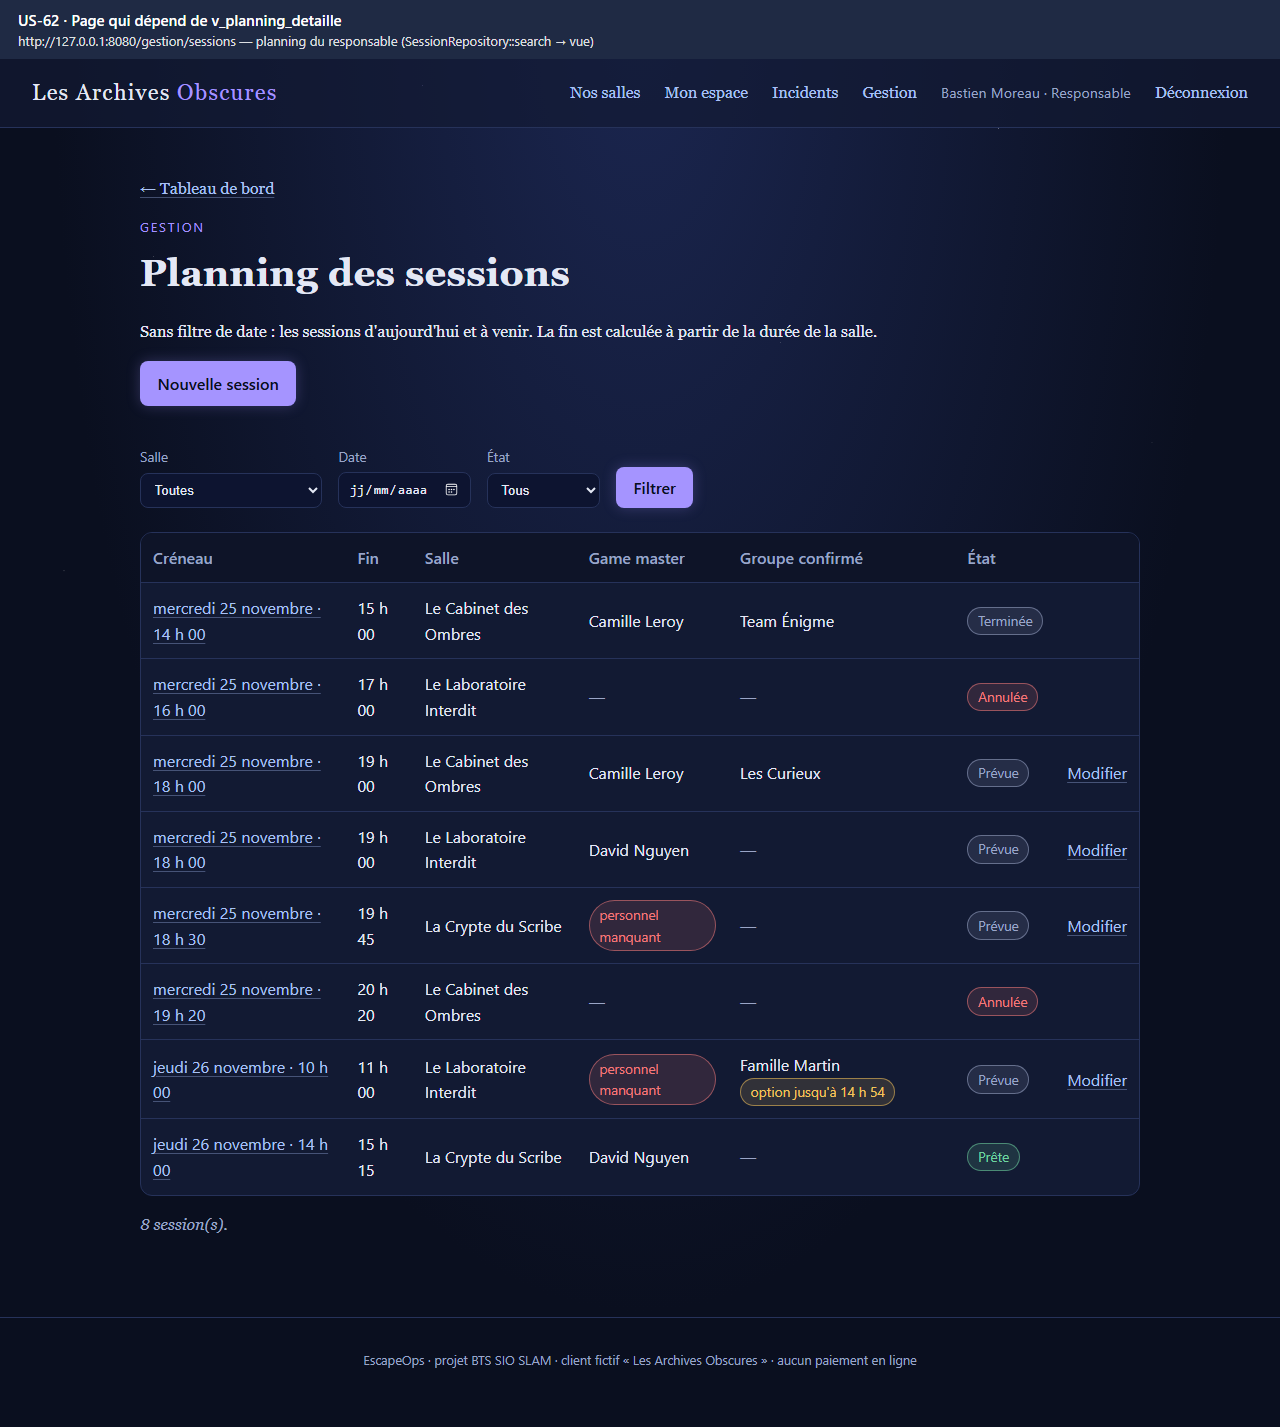 US-62 · Page qui dépend de v_planning_detaille
http://127.0.0.1:8080/gestion/sessions — planning du responsable (SessionRepository::search → vue)
Les Archives Obscures
Nos salles Mon espace Incidents Gestion Bastien Moreau · Responsable Déconnexion
← Tableau de bord
GESTION
Planning des sessions
Sans filtre de date : les sessions d'aujourd'hui et à venir. La fin est calculée à partir de la durée de la salle.
Nouvelle session
Salle Date État
Toutes jj/mm/aaaa Tous Filtrer
Créneau Fin Salle Game master Groupe confirmé État
mercredi 25 novembre · 15 h Le Cabinet des
14 h 00 00 Ombres Camille Leroy Team Énigme Terminée
mercredi 25 novembre · 17 h Le Laboratoire
16 h 00 00 Interdit — — Annulée
mercredi 25 novembre · 19 h Le Cabinet des
18 h 00 00 Ombres Camille Leroy Les Curieux Prévue Modifier
mercredi 25 novembre · 19 h Le Laboratoire
18 h 00 00 Interdit David Nguyen — Prévue Modifier
mercredi 25 novembre · 19 h La Crypte du Scribe personnel
18 h 30 45 manquant — Prévue Modifier
mercredi 25 novembre · 20 h Le Cabinet des
19 h 20 20 Ombres — — Annulée
jeudi 26 novembre · 10 h 11 h Le Laboratoire personnel Famille Martin
00 00 Interdit manquant option jusqu'à 14 h 54 Prévue Modifier
jeudi 26 novembre · 14 h 15 h La Crypte du Scribe David Nguyen — Prête
00 15
8 session(s).
EscapeOps · projet BTS SIO SLAM · client fictif « Les Archives Obscures » · aucun paiement en ligne